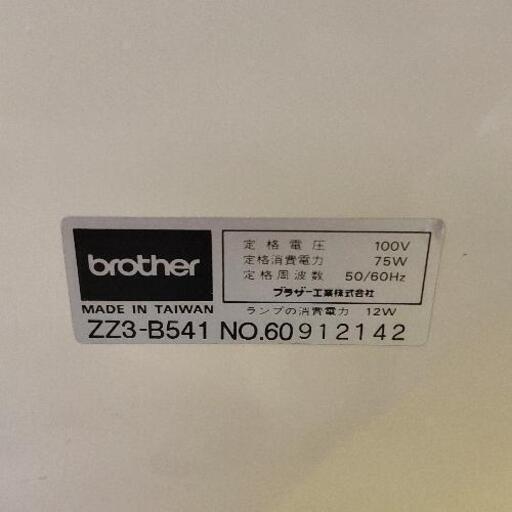 brother
MADE IN TAIWAN
定格電圧 100V
定格消費電力 75W
定格周波数 50/60Hz
ブラザー工業株式会社
ランプの消費電力 12W
ZZ3-B541 NO.60912142